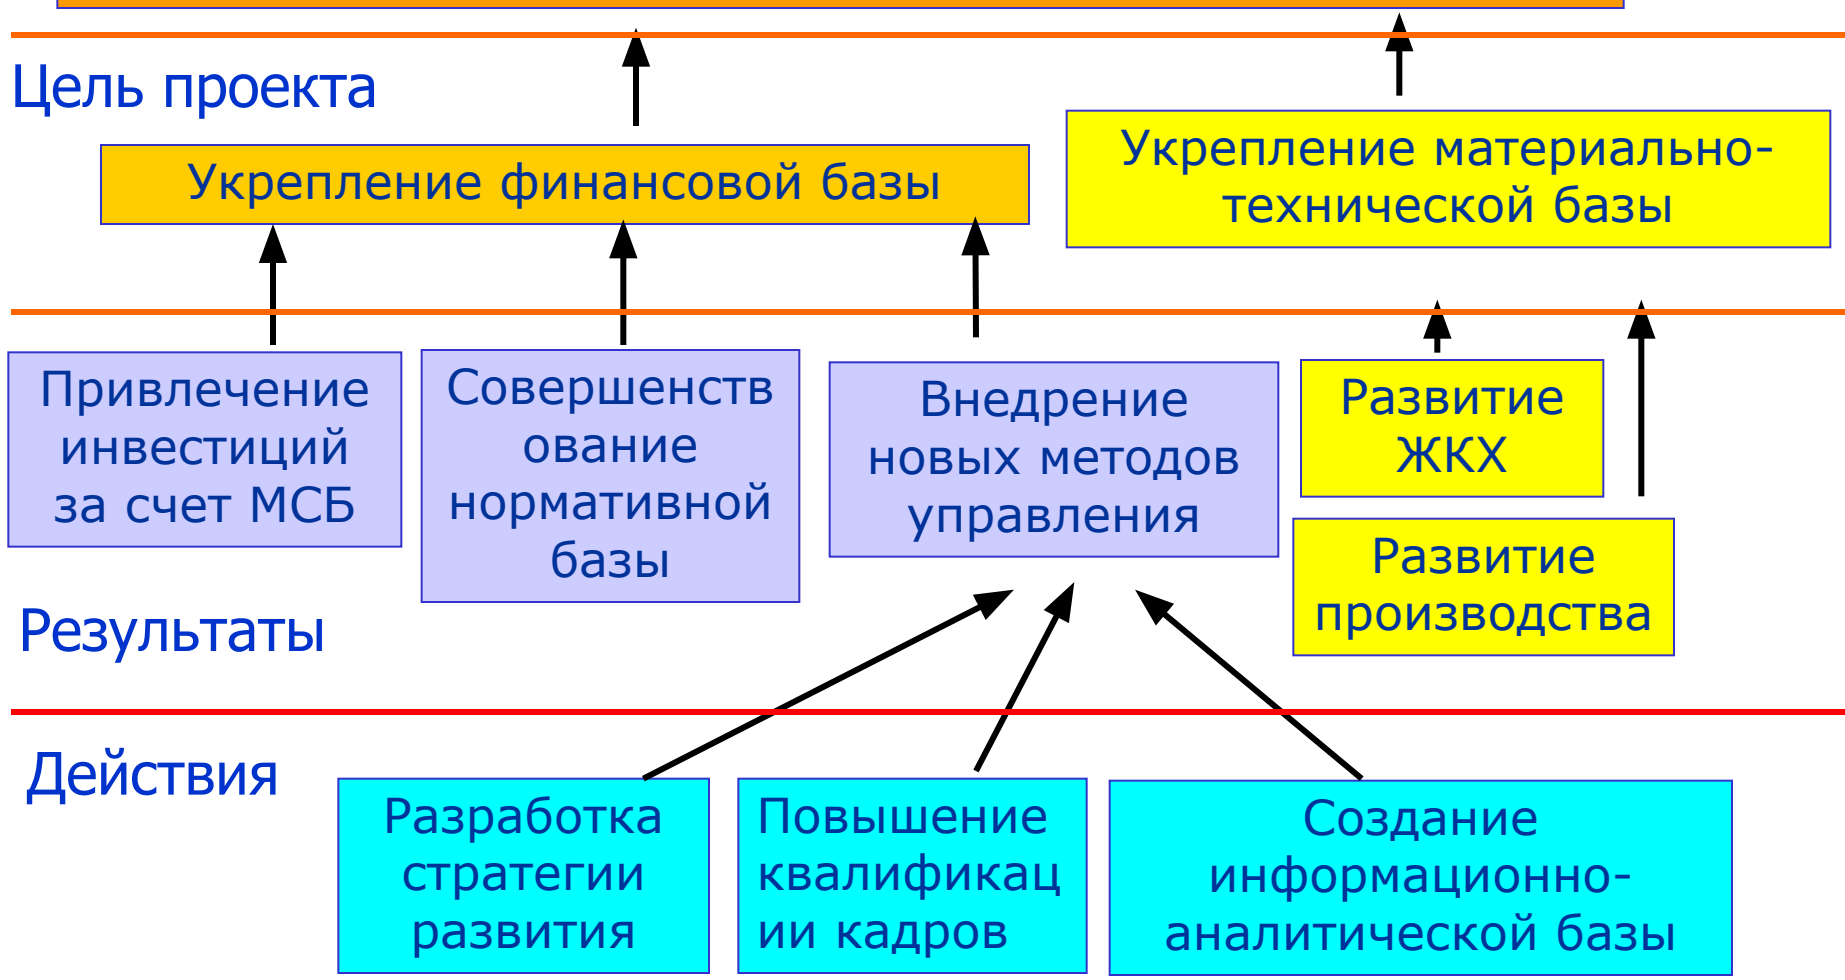 Цель проекта
Укрепление финансовой базы
Укрепление материально-
технической базы
Привлечение
инвестиций
за счет МСБ
Совершенств
ование
нормативной
базы
Внедрение
новых методов
управления
Развитие
ЖКХ
Развитие
производства
Результаты
Действия
Разработка
стратегии
развития
Повышение
квалификац
ии кадров
Создание
информационно-
аналитической базы